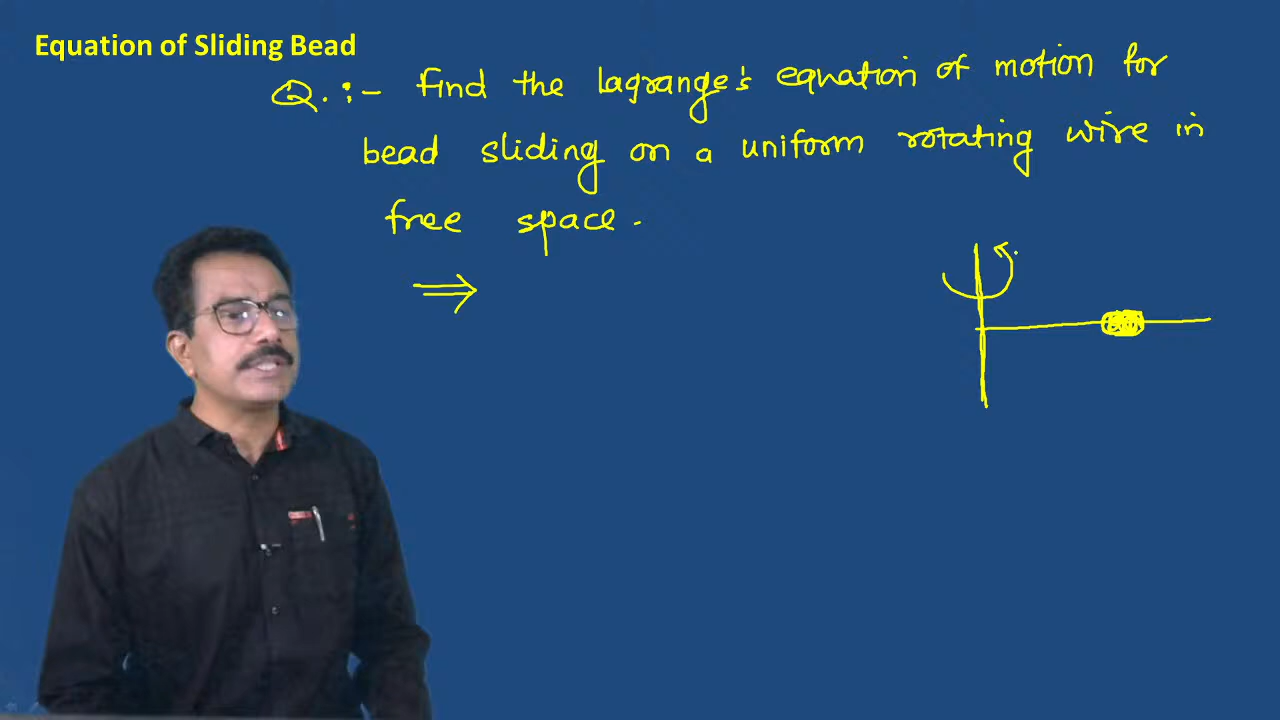 Equation of Sliding Bead
Q. :- Find the Lagrange's equation of motion for
bead sliding on a uniform rotating wire in
free space.
⇒